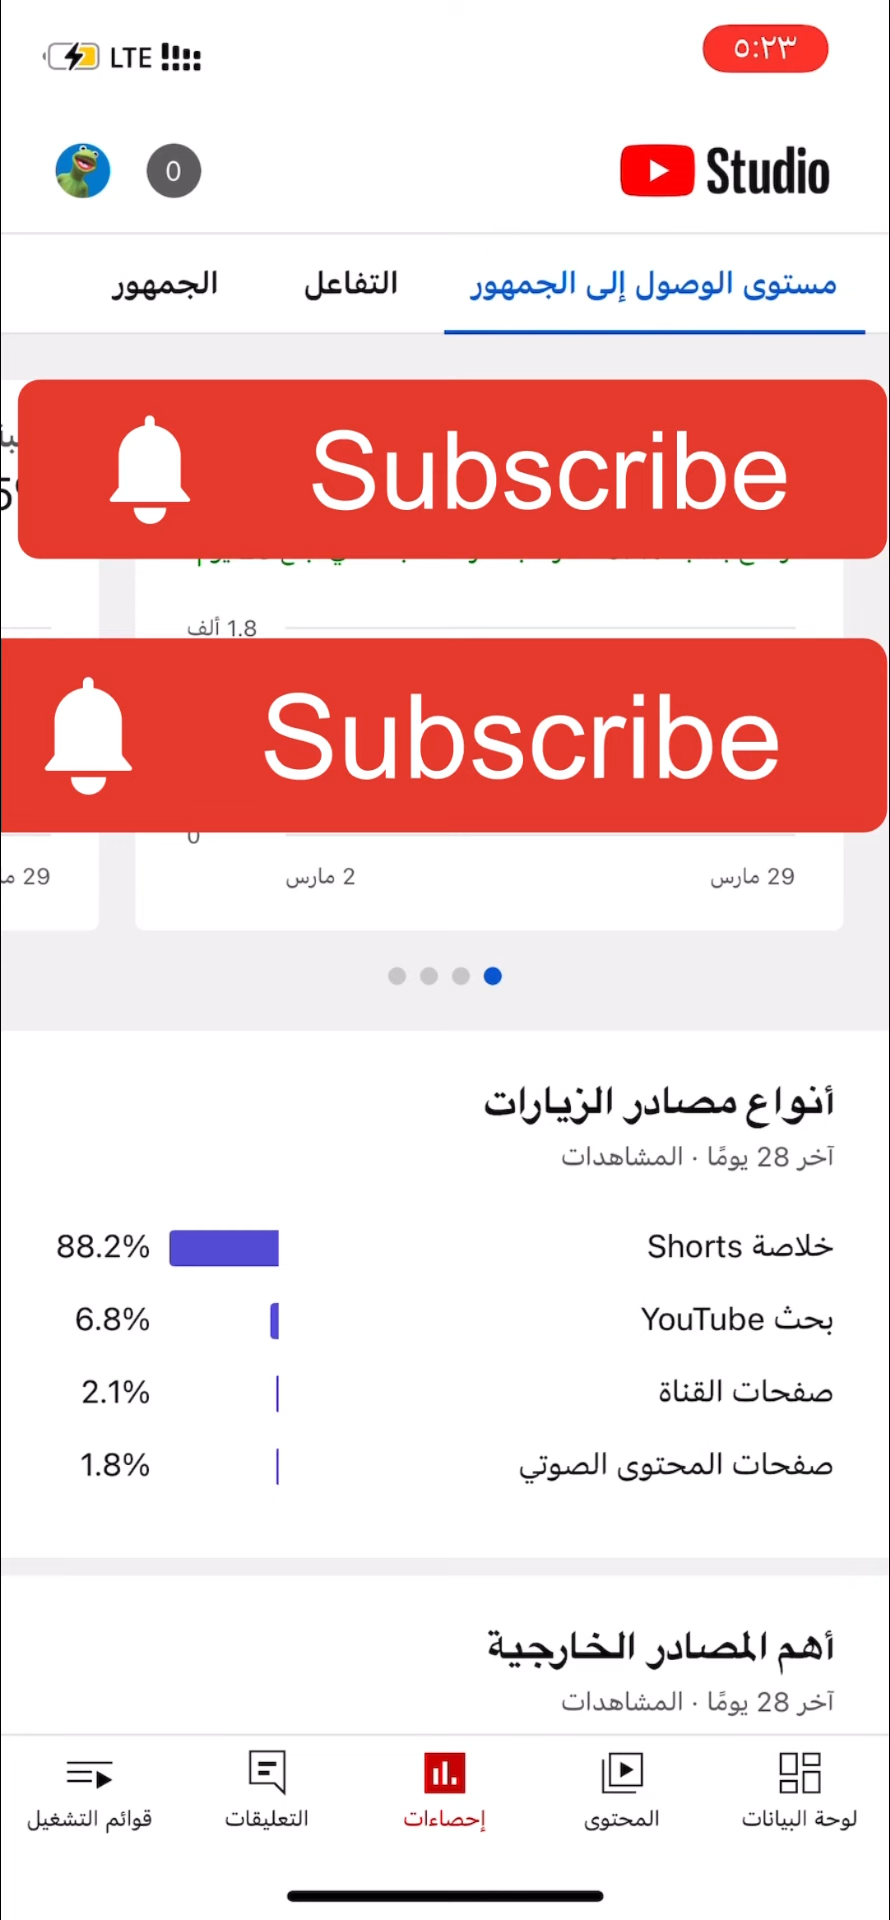 ٥:٢٣
LTE
Studio
0
مستوى الوصول إلى الجمهور
التفاعل
الجمهور
Subscribe
1.8 ألف
Subscribe
0
2 مارس
29 مارس
29
أنواع مصادر الزيارات
آخر 28 يومًا · المشاهدات
خلاصة Shorts 88.2%
بحث YouTube 6.8%
صفحات القناة 2.1%
صفحات المحتوى الصوتي 1.8%
أهم المصادر الخارجية
آخر 28 يومًا · المشاهدات
لوحة البيانات
المحتوى
إحصاءات
التعليقات
قوائم التشغيل